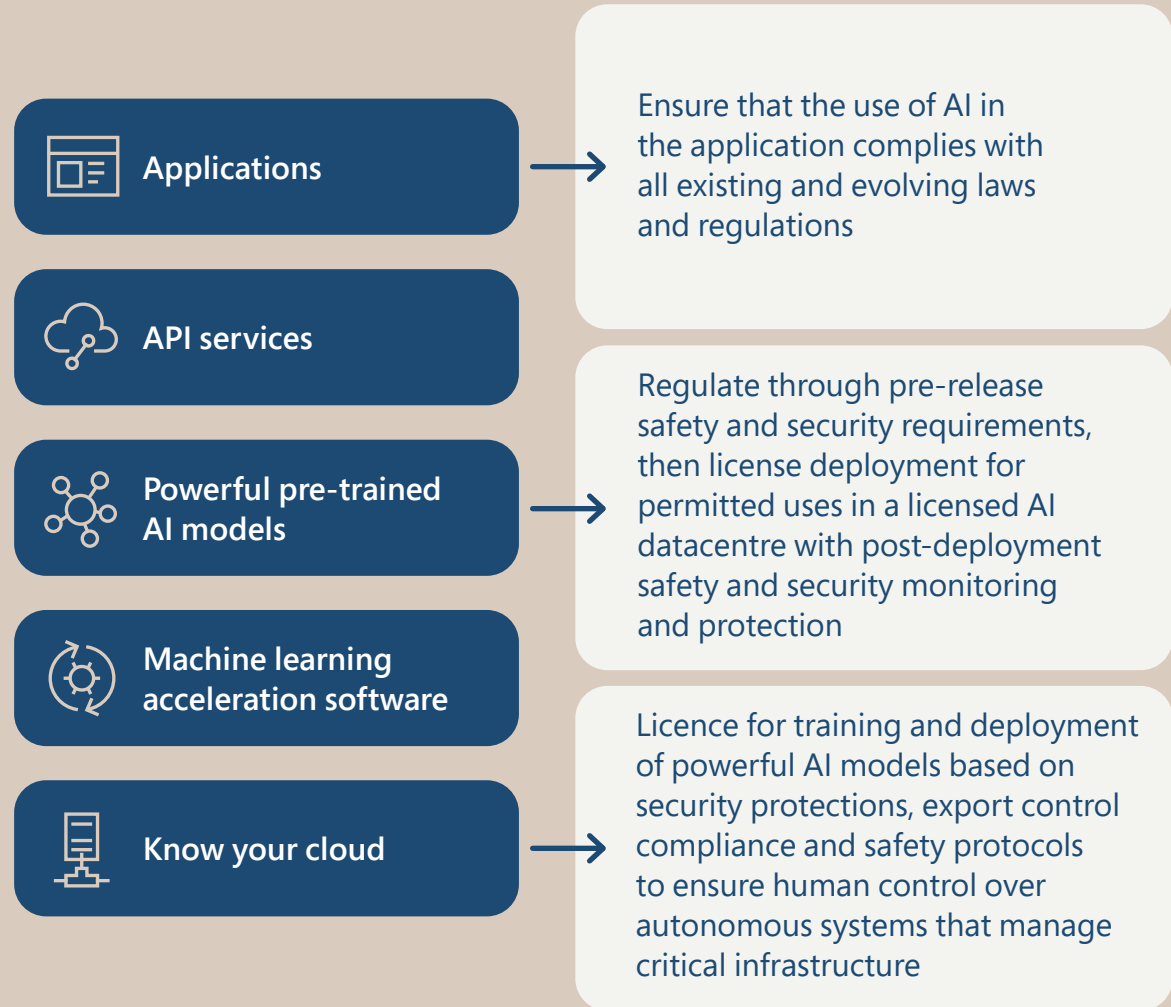 Applications
Ensure that the use of AI in
the application complies with
all existing and evolving laws
and regulations
API services
Powerful pre-trained
AI models
Regulate through pre-release
safety and security requirements,
then license deployment for
permitted uses in a licensed AI
datacentre with post-deployment
safety and security monitoring
and protection
Machine learning
acceleration software
Know your cloud
Licence for training and deployment
of powerful AI models based on
security protections, export control
compliance and safety protocols
to ensure human control over
autonomous systems that manage
critical infrastructure